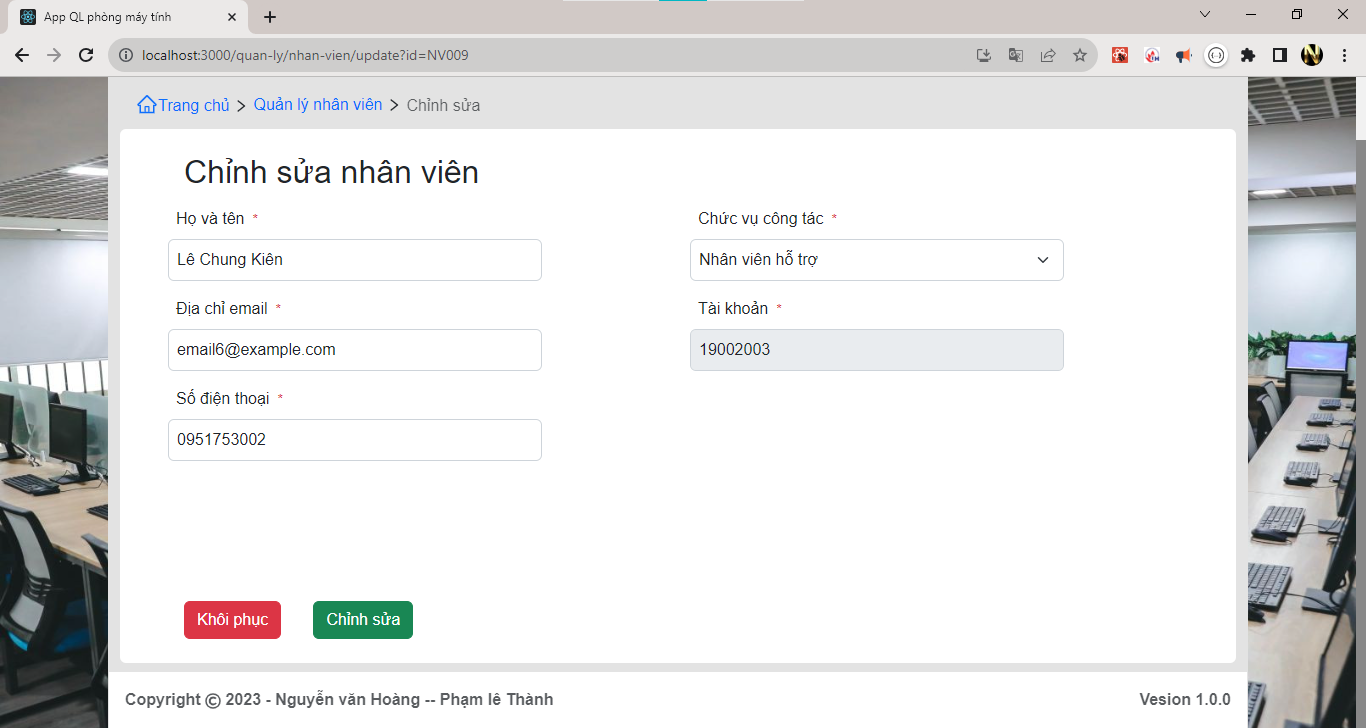 App QL phòng máy tính
localhost:3000/quan-ly/nhan-vien/update?id=NV009
Trang chủ > Quản lý nhân viên > Chỉnh sửa
Chỉnh sửa nhân viên
Họ và tên *
Chức vụ công tác *
Lê Chung Kiên
Nhân viên hỗ trợ
Địa chỉ email *
Tài khoản *
email6@example.com
19002003
Số điện thoại *
0951753002
Khôi phục
Chỉnh sửa
Copyright © 2023 - Nguyễn văn Hoàng -- Phạm lê Thành
Vesion 1.0.0